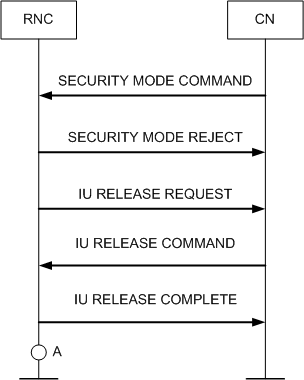 RNC
CN
SECURITY MODE COMMAND
SECURITY MODE REJECT
IU RELEASE REQUEST
IU RELEASE COMMAND
IU RELEASE COMPLETE
A